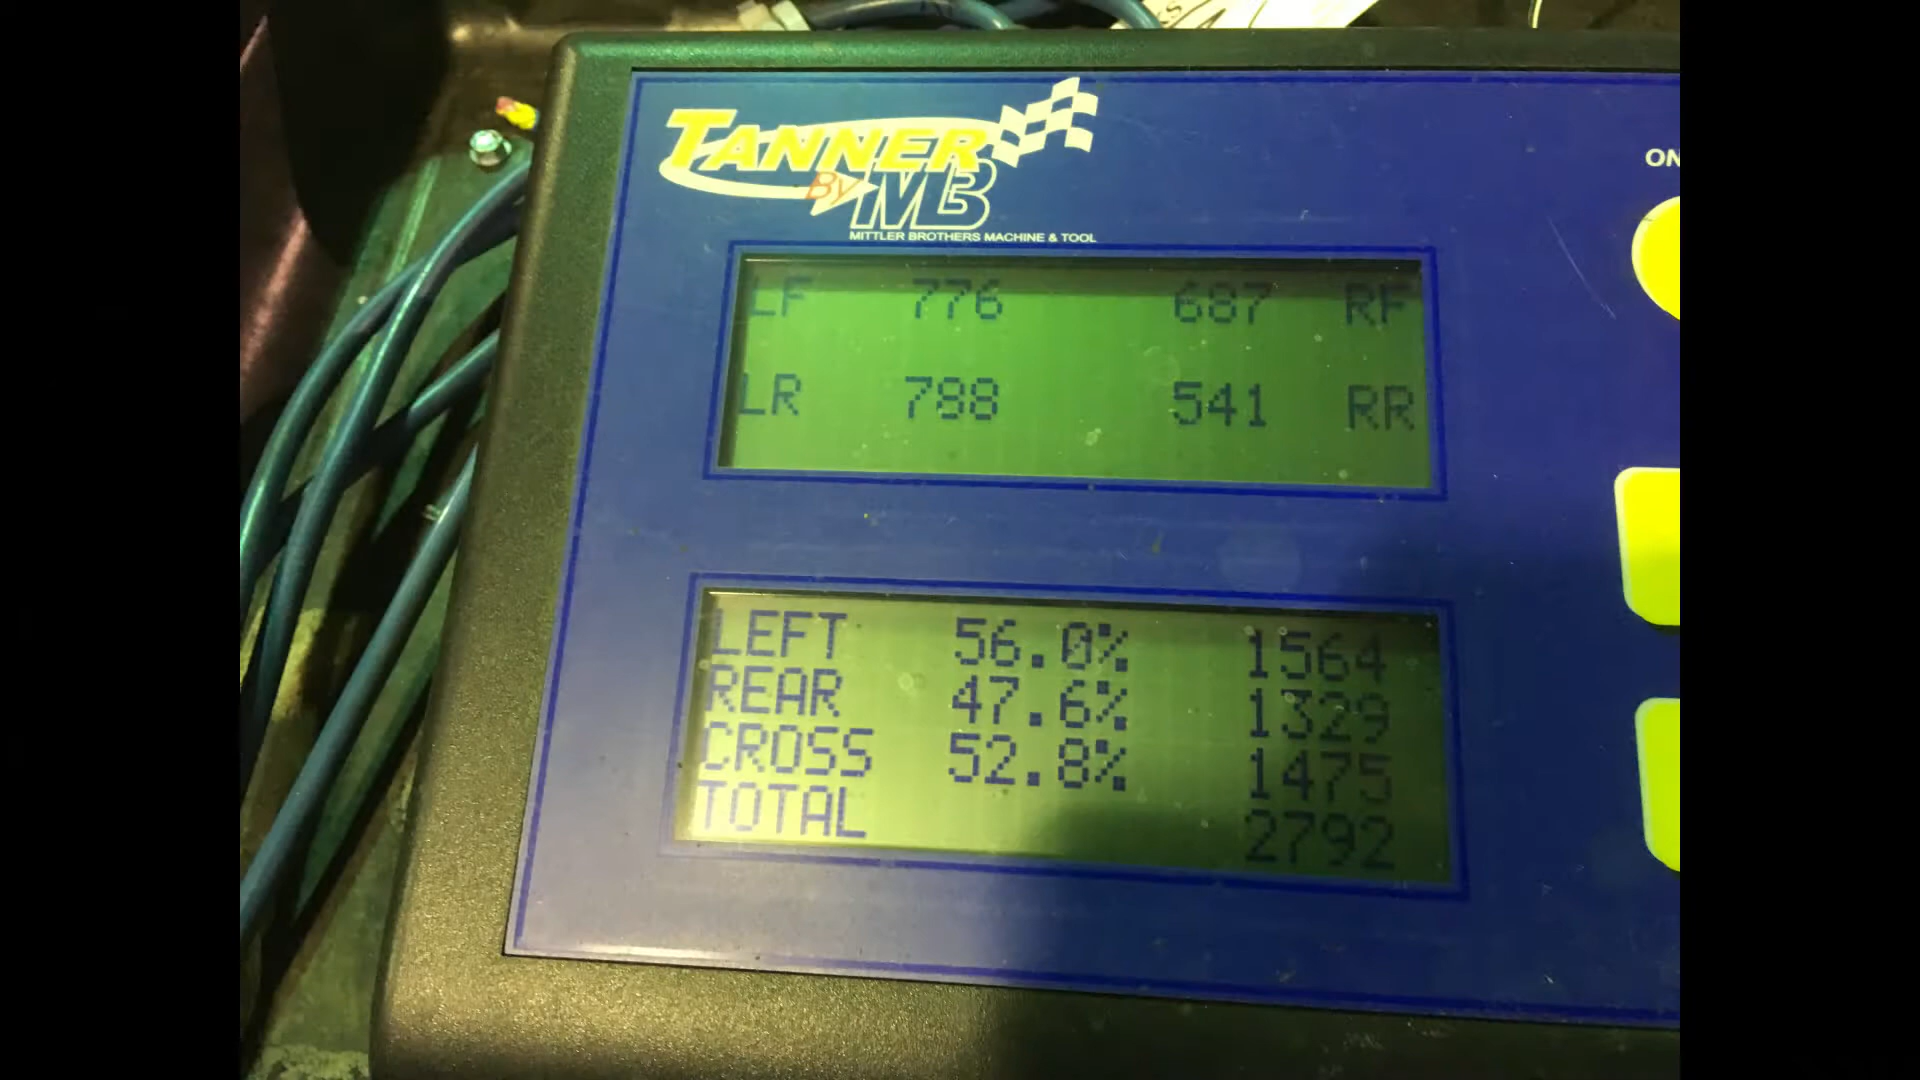 TANNER
By MB
MITTLER BROTHERS MACHINE & TOOL
ON
LF 776 687 RF
LR 788 541 RR
LEFT 56.0% 1564
REAR 47.6% 1329
CROSS 52.8% 1475
TOTAL 2792